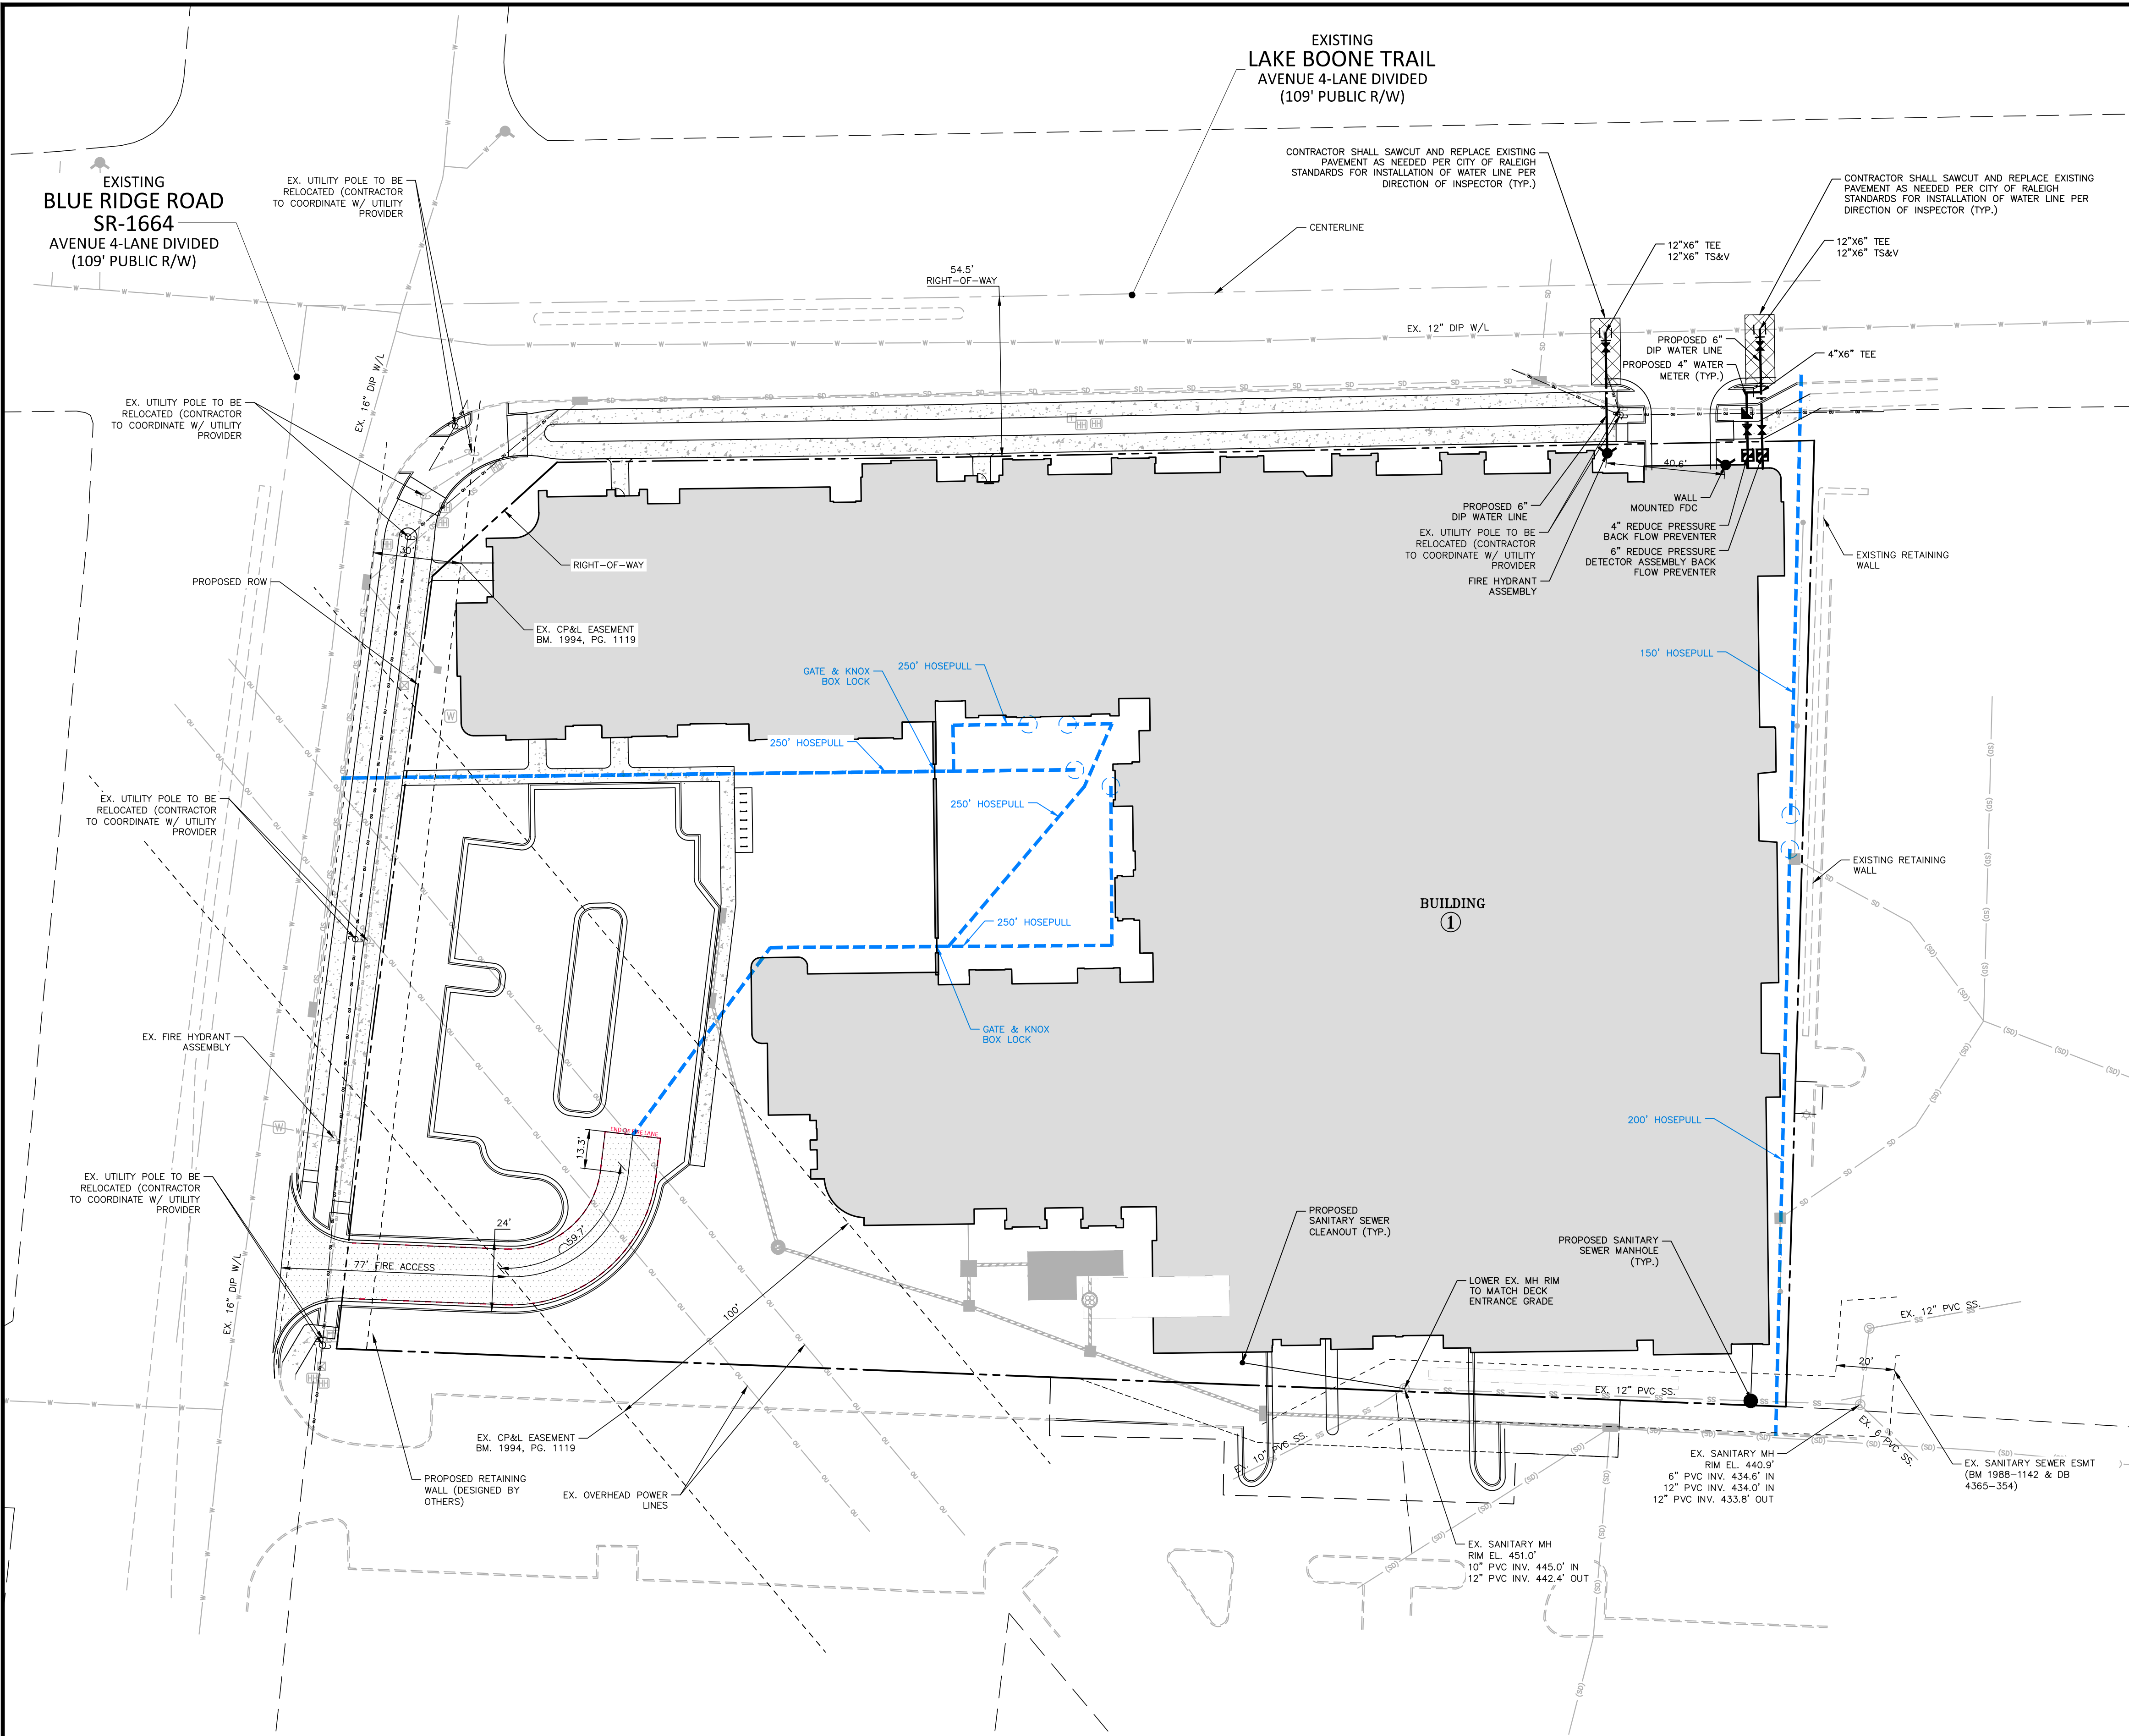 EXISTING
LAKE BOONE TRAIL
AVENUE 4-LANE DIVIDED
(109' PUBLIC R/W)
EXISTING
BLUE RIDGE ROAD
SR-1664
AVENUE 4-LANE DIVIDED
(109' PUBLIC R/W)
EX. UTILITY POLE TO BE
RELOCATED (CONTRACTOR
TO COORDINATE W/ UTILITY
PROVIDER
CONTRACTOR SHALL SAWCUT AND REPLACE EXISTING
PAVEMENT AS NEEDED PER CITY OF RALEIGH
STANDARDS FOR INSTALLATION OF WATER LINE PER
DIRECTION OF INSPECTOR (TYP.)
CONTRACTOR SHALL SAWCUT AND REPLACE EXISTING
PAVEMENT AS NEEDED PER CITY OF RALEIGH
STANDARDS FOR INSTALLATION OF WATER LINE PER
DIRECTION OF INSPECTOR (TYP.)
CENTERLINE
12"X6" TEE
12"X6" TS&V
12"X6" TEE
12"X6" TS&V
54.5'
RIGHT-OF-WAY
EX. 12" DIP W/L
PROPOSED 6"
DIP WATER LINE
PROPOSED 4" WATER
METER (TYP.)
4"X6" TEE
EX. 16" DIP W/L
EX. UTILITY POLE TO BE
RELOCATED (CONTRACTOR
TO COORDINATE W/ UTILITY
PROVIDER
40.6'
WALL
MOUNTED FDC
PROPOSED 6"
DIP WATER LINE
EX. UTILITY POLE TO BE
RELOCATED (CONTRACTOR
TO COORDINATE W/ UTILITY
PROVIDER
FIRE HYDRANT
ASSEMBLY
4" REDUCE PRESSURE
BACK FLOW PREVENTER
6" REDUCE PRESSURE
DETECTOR ASSEMBLY BACK
FLOW PREVENTER
EXISTING RETAINING
WALL
30'
RIGHT-OF-WAY
PROPOSED ROW
EX. CP&L EASEMENT
BM. 1994, PG. 1119
150' HOSEPULL
GATE & KNOX
BOX LOCK
250' HOSEPULL
250' HOSEPULL
250' HOSEPULL
EX. UTILITY POLE TO BE
RELOCATED (CONTRACTOR
TO COORDINATE W/ UTILITY
PROVIDER
EXISTING RETAINING
WALL
BUILDING
1
250' HOSEPULL
GATE & KNOX
BOX LOCK
EX. FIRE HYDRANT
ASSEMBLY
200' HOSEPULL
END OF FIRE LANE
13.3'
EX. UTILITY POLE TO BE
RELOCATED (CONTRACTOR
TO COORDINATE W/ UTILITY
PROVIDER
24'
59.7'
77' FIRE ACCESS
EX. 16" DIP W/L
100'
PROPOSED
SANITARY SEWER
CLEANOUT (TYP.)
PROPOSED SANITARY
SEWER MANHOLE
(TYP.)
LOWER EX. MH RIM
TO MATCH DECK
ENTRANCE GRADE
EX. 12" PVC SS.
20'
EX. 12" PVC SS.
EX. 10" PVC SS.
EX. 6 PVC SS.
EX. CP&L EASEMENT
BM. 1994, PG. 1119
PROPOSED RETAINING
WALL (DESIGNED BY
OTHERS)
EX. OVERHEAD POWER
LINES
EX. SANITARY MH
RIM EL. 440.9'
6" PVC INV. 434.6' IN
12" PVC INV. 434.0' IN
12" PVC INV. 433.8' OUT
EX. SANITARY SEWER ESMT
(BM 1988-1142 & DB
4365-354)
EX. SANITARY MH
RIM EL. 451.0'
10" PVC INV. 445.0' IN
12" PVC INV. 442.4' OUT